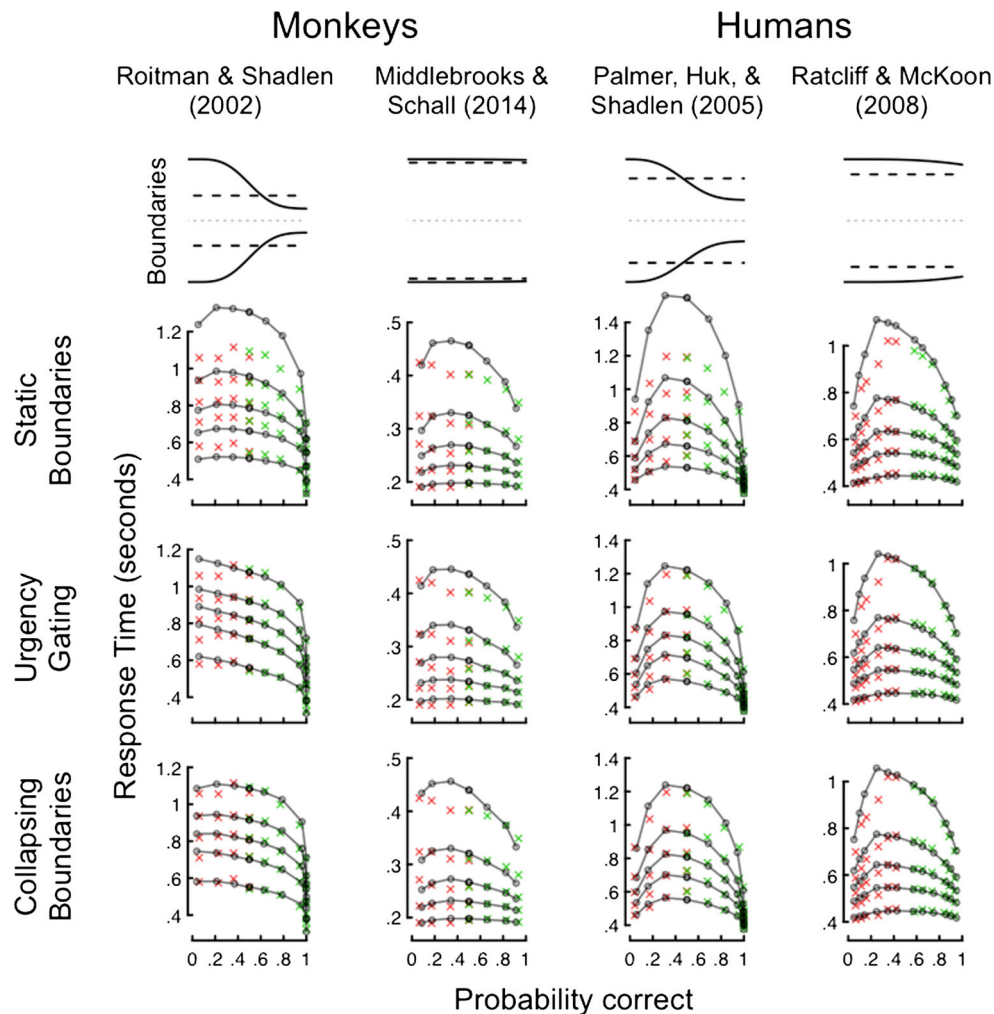 Monkeys Humans
Roitman & Shadlen (2002)
Middlebrooks & Schall (2014)
Palmer, Huk, & Shadlen (2005)
Ratcliff & McKoon (2008)
Boundaries
Response Time (seconds)
Static Boundaries
1.2 1 .8 .6 .4
.5 .4 .3 .2
1.4 1.2 1 .8 .6 .4
1 .8 .6 .4
Urgency Gating
1.2 1 .8 .6 .4
.5 .4 .3 .2
1.4 1.2 1 .8 .6 .4
1 .8 .6 .4
Collapsing Boundaries
1.2 1 .8 .6 .4
.5 .4 .3 .2
1.4 1.2 1 .8 .6 .4
1 .8 .6 .4
0 .2 .4 .6 .8 1
0 .2 .4 .6 .8 1
0 .2 .4 .6 .8 1
0 .2 .4 .6 .8 1
Probability correct